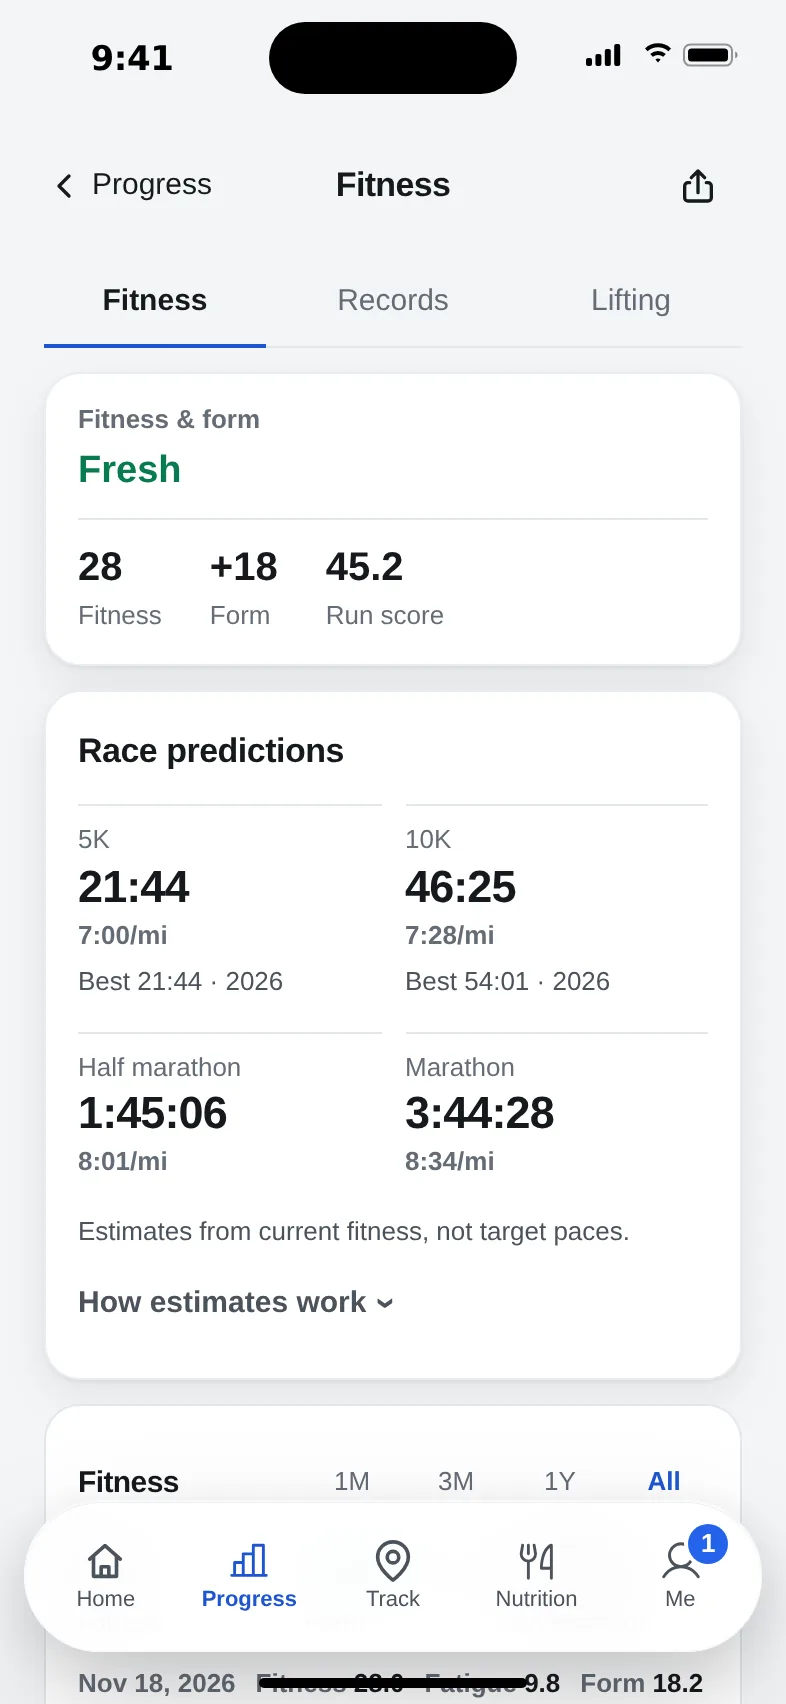 9:41
Progress
Fitness
Fitness
Records
Lifting
Fitness & form
Fresh
28
+18
45.2
Fitness
Form
Run score
Race predictions
5K
21:44
7:00/mi
Best 21:44 · 2026
10K
46:25
7:28/mi
Best 54:01 · 2026
Half marathon
1:45:06
8:01/mi
Marathon
3:44:28
8:34/mi
Estimates from current fitness, not target paces.
How estimates work
Fitness
1M
3M
1Y
All
1
Home
Progress
Track
Nutrition
Me
Nov 18, 2026 Fitness Fatigue 9.8 Form 18.2